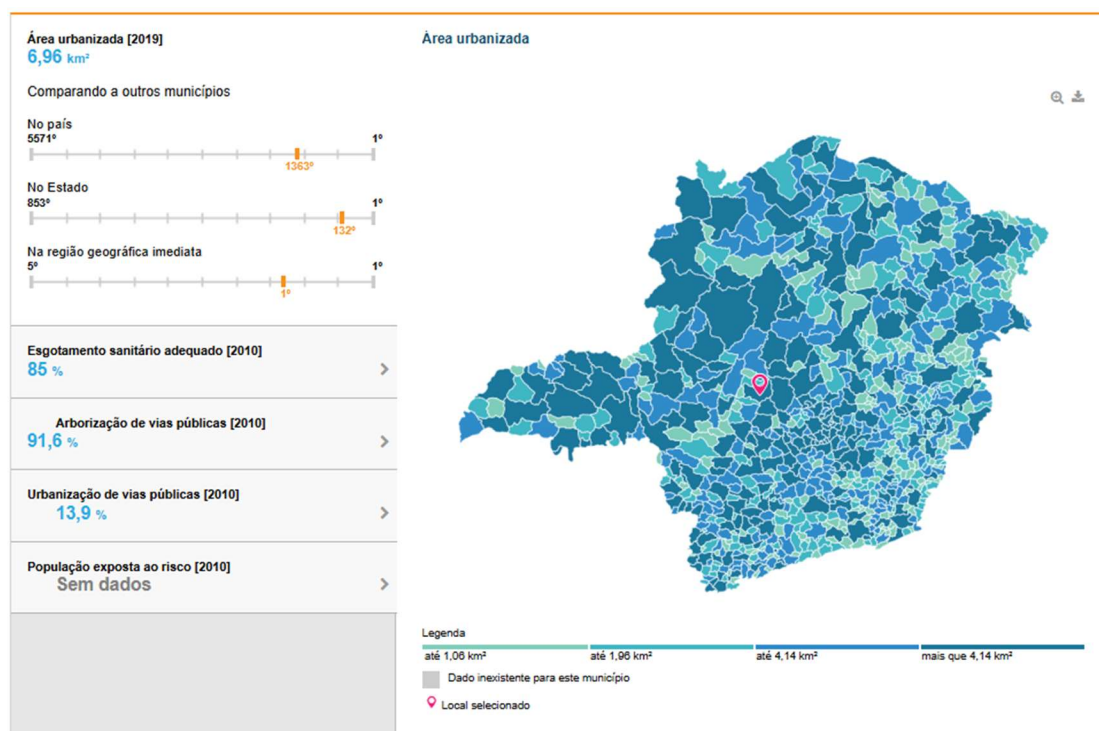 Área urbanizada [2019]
6,96 km²
Comparando a outros municípios
No país
5571º 1º
1363º
No Estado
853º 1º
132º
Na região geográfica imediata
5º 1º
1º
Esgotamento sanitário adequado [2010]
85 %
Arborização de vias públicas [2010]
91,6 %
Urbanização de vias públicas [2010]
13,9 %
População exposta ao risco [2010]
Sem dados
Área urbanizada
Legenda
até 1,06 km² até 1,96 km² até 4,14 km² mais que 4,14 km²
Dado inexistente para este município
Local selecionado